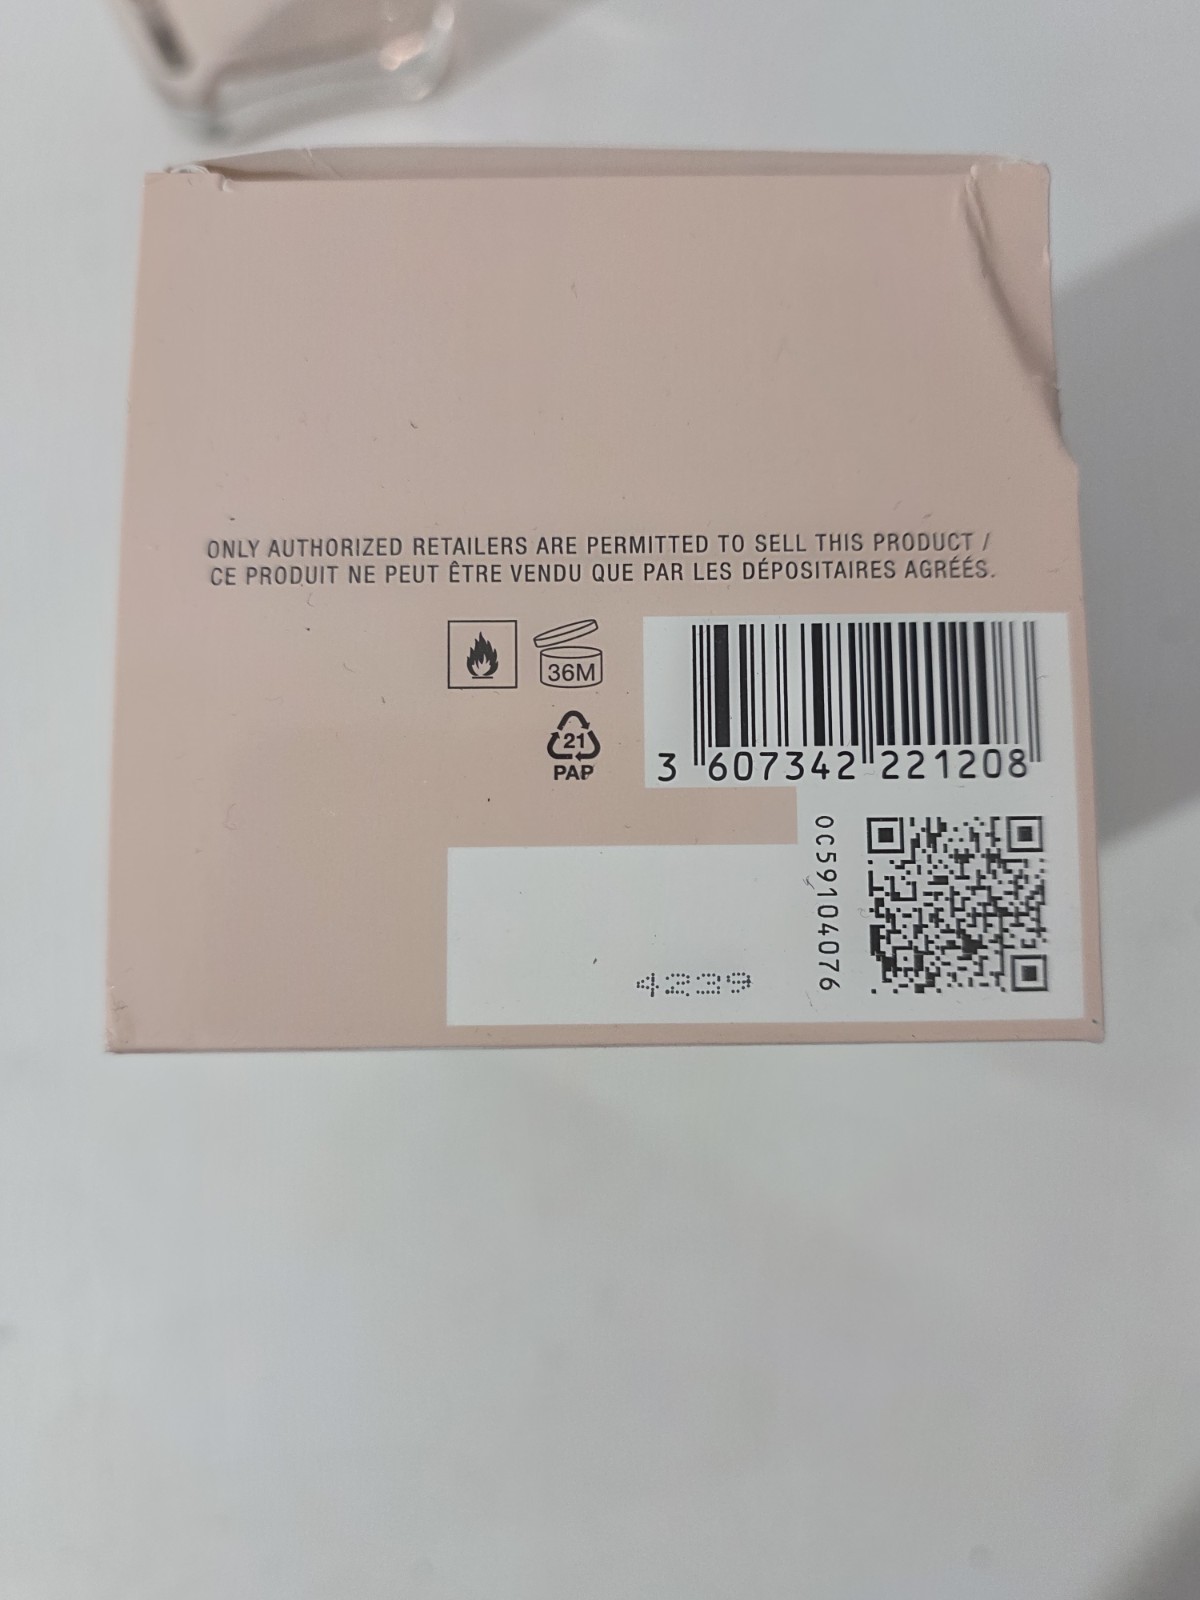 ONLY AUTHORIZED RETAILERS ARE PERMITTED TO SELL THIS PRODUCT /
CE PRODUIT NE PEUT ÊTRE VENDU QUE PAR LES DÉPOSITAIRES AGRÉÉS.
36M
21
PAP
3 607342 221208
0C59104076
4239